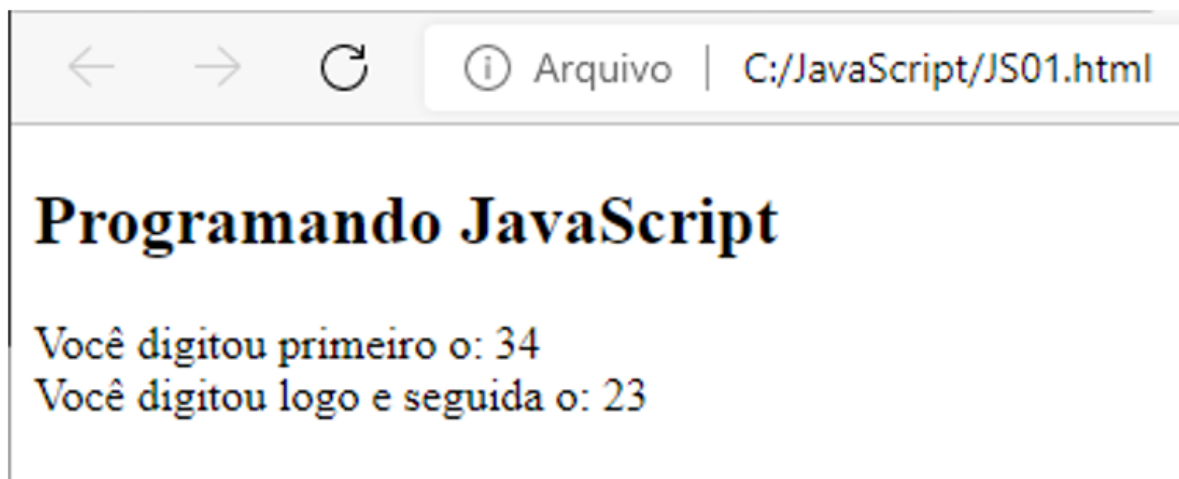 Arquivo | C:/JavaScript/JS01.html
Programando JavaScript
Você digitou primeiro o: 34
Você digitou logo e seguida o: 23